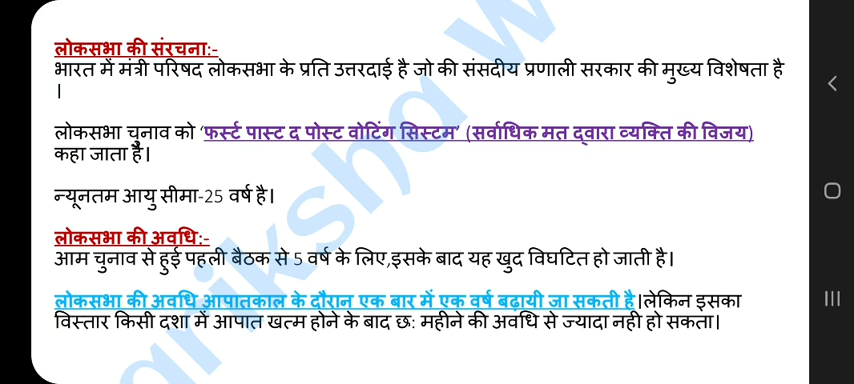 लोकसभा की संरचना:-
भारत में मंत्री परिषद लोकसभा के प्रति उत्तरदाई है जो की संसदीय प्रणाली सरकार की मुख्य विशेषता है
|
लोकसभा चुनाव को ‘फर्स्ट पास्ट द पोस्ट वोटिंग सिस्टम’ (सर्वाधिक मत द्वारा व्यक्ति की विजय)
कहा जाता है।
न्यूनतम आयु सीमा-25 वर्ष है।
लोकसभा की अवधि:-
आम चुनाव से हुई पहली बैठक से 5 वर्ष के लिए,इसके बाद यह खुद विघटित हो जाती है।
लोकसभा की अवधि आपातकाल के दौरान एक बार में एक वर्ष बढ़ायी जा सकती है।लेकिन इसका
विस्तार किसी दशा में आपात खत्म होने के बाद छ: महीने की अवधि से ज्यादा नही हो सकता।
ariksha w